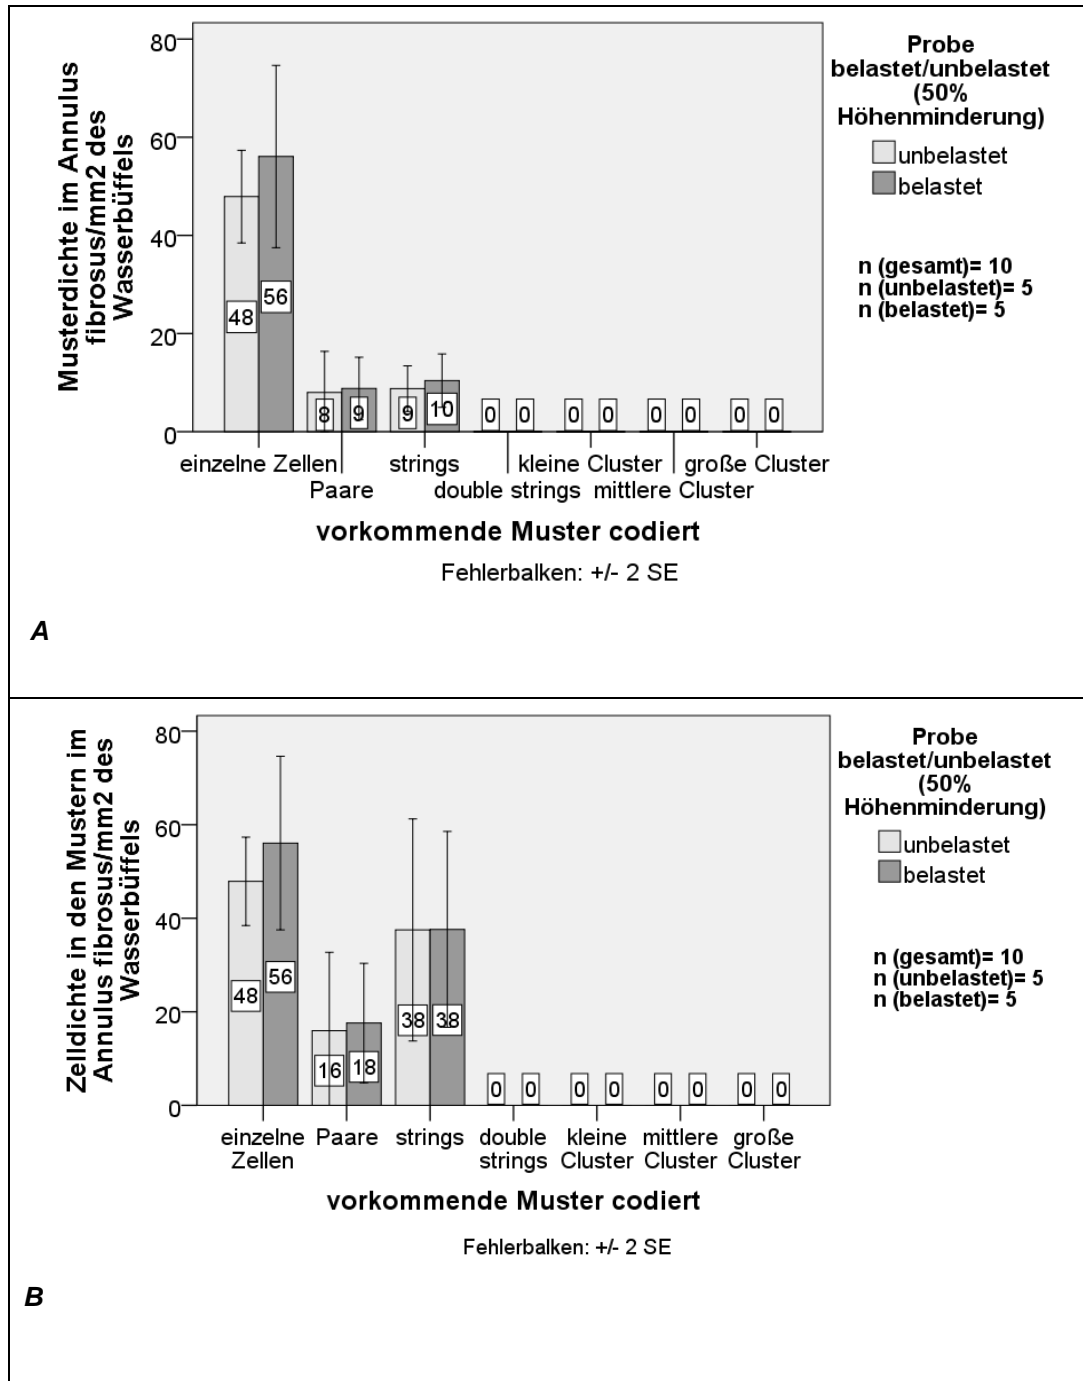 Musterdichte im Annulus
fibrosus/mm2 des
Wasserbüffels
80
60
40
20
0
48
56
8
9
9
10
0
0
0
0
0
0
0
0
einzelne Zellen
Paare
strings
double strings
kleine Cluster
mittlere Cluster
große Cluster
vorkommende Muster codiert
Fehlerbalken: +/- 2 SE
Probe
belastet/unbelastet
(50%
Höhenminderung)
unbelastet
belastet
n (gesamt)= 10
n (unbelastet)= 5
n (belastet)= 5
A
Zelldichte in den Mustern im
Annulus fibrosus/mm2 des
Wasserbüffels
80
60
40
20
0
48
56
16
18
38
38
0
0
0
0
0
0
0
0
einzelne
Zellen
Paare
strings
double
strings
kleine
Cluster
mittlere
Cluster
große
Cluster
vorkommende Muster codiert
Fehlerbalken: +/- 2 SE
Probe
belastet/unbelastet
(50%
Höhenminderung)
unbelastet
belastet
n (gesamt)= 10
n (unbelastet)= 5
n (belastet)= 5
B